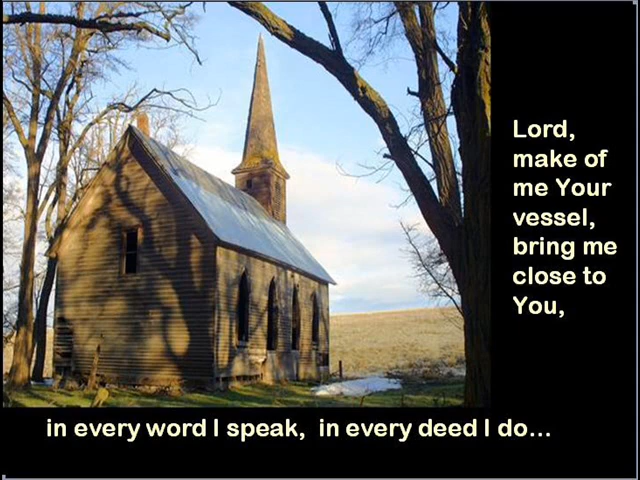 Lord,
make of
me Your
vessel,
bring me
close to
You,
in every word I speak,  in every deed I do...